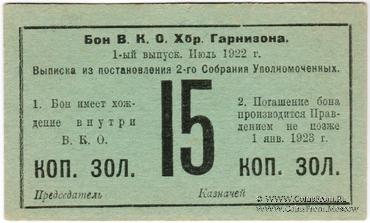 Бон В. К. О. Хбр. Гарнизона.
1-ый выпуск. Июль 1922 г.
Выписка из постановления 2-го Собрания Уполномоченных.
1. Бон имеет хож-
дение внутри
В. К. О.
КОП. ЗОЛ.
Председатель
15
2. Погашение бона
производится Прав-
лением не позже
1 янв. 1923 г.
КОП. ЗОЛ.
Казначей